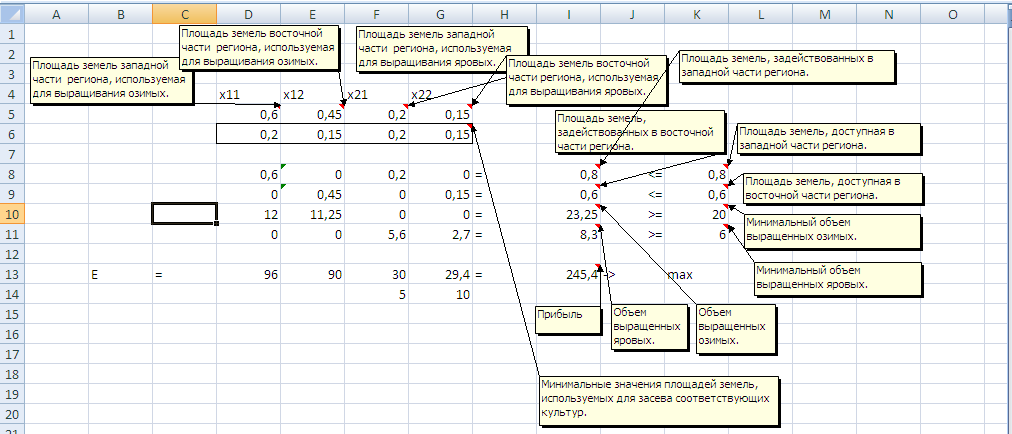 A B C D E F G H I J K L M N O
1
Площадь земель восточной
части региона, используемая
для выращивания озимых.
Площадь земель западной
части региона, используемая
для выращивания яровых.
2
Площадь земель западной
части региона, используемая
для выращивания озимых.
Площадь земель восточной
части региона, используемая
для выращивания яровых.
Площадь земель, задействованных в
западной части региона.
3
4 x11 x12 x21 x22
5 0,6 0,45 0,2 0,15
Площадь земель,
задействованных в восточной
части региона.
6 0,2 0,15 0,2 0,15
Площадь земель, доступная в
западной части региона.
7
8 0,6 0 0,2 0 = 0,8 <= 0,8
Площадь земель, доступная в
восточной части региона.
9 0 0,45 0 0,15 = 0,6 <= 0,6
10 12 11,25 0 0 = 23,25 >= 20
Минимальный объем
выращенных озимых.
11 0 0 5,6 2,7 = 8,3 >= 6
12
13 E = 96 90 30 29,4 = 245,4 -> max
Минимальный объем
выращенных яровых.
14 5 10
15
Прибыль
Объем
выращенных
яровых.
Объем
выращенных
озимых.
16
17
18
Минимальные значения площадей земель,
используемых для засева соответствующих
культур.
19
20
21